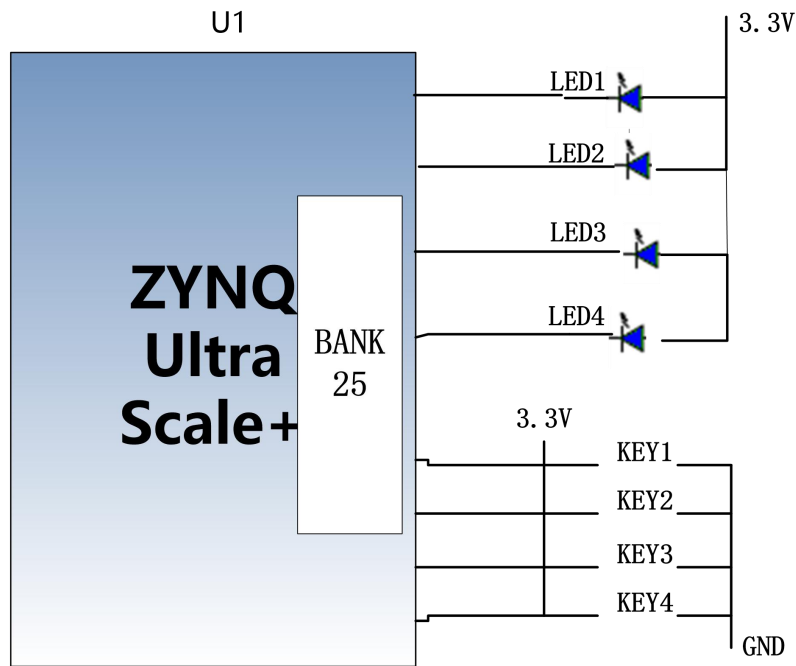 U1
3.3V
LED1
LED2
LED3
LED4
ZYNQ
Ultra
Scale+
BANK
25
3.3V
KEY1
KEY2
KEY3
KEY4
GND